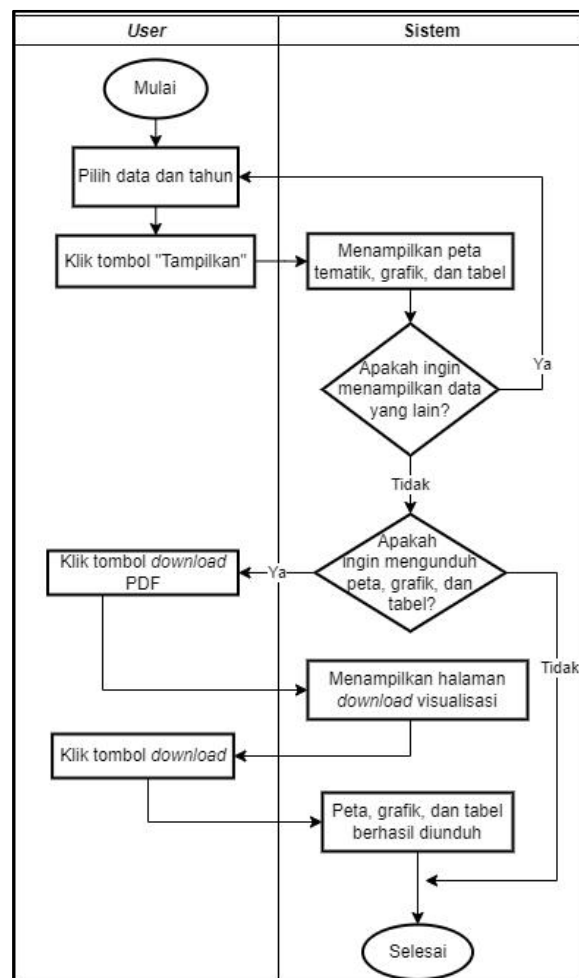 User
Sistem
Mulai
Pilih data dan tahun
Klik tombol "Tampilkan"
Menampilkan peta
tematik, grafik, dan tabel
Apakah ingin
menampilkan data
yang lain?
Ya
Tidak
Apakah
ingin mengunduh
peta, grafik, dan
tabel?
Ya
Klik tombol download
PDF
Tidak
Menampilkan halaman
download visualisasi
Klik tombol download
Peta, grafik, dan tabel
berhasil diunduh
Selesai